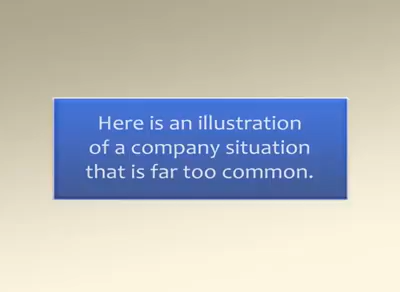 Here is an illustration
of a company situation
that is far too common.